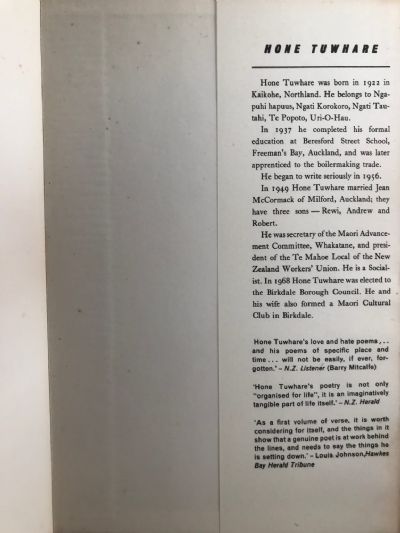 HONE TUWHARE
Hone Tuwhare was born in 1922 in
Kaikohe, Northland. He belongs to Nga-
puhi hapuus, Ngati Korokoro, Ngati Tau-
tahi, Te Popoto, Uri-O-Hau.
In 1937 he completed his formal
education at Beresford Street School,
Freeman's Bay, Auckland, and was later
apprenticed to the boilermaking trade.
He began to write seriously in 1956.
In 1949 Hone Tuwhare married Jean
McCormack of Milford, Auckland; they
have three sons — Rewi, Andrew and
Robert.
He was secretary of the Maori Advance-
ment Committee, Whakatane, and presi-
dent of the Te Mahoe Local of the New
Zealand Workers' Union. He is a Social-
ist. In 1968 Hone Tuwhare was elected to
the Birkdale Borough Council. He and
his wife also formed a Maori Cultural
Club in Birkdale.
Hone Tuwhare's love and hate poems . . .
and his poems of specific place and
time . . . will not be easily, if ever, for-
gotten.' – N.Z. Listener (Barry Mitcalfe)
'Hone Tuwhare's poetry is not only
"organised for life", it is an imaginatively
tangible part of life itself.' – N.Z. Herald
'As a first volume of verse, it is worth
considering for itself, and the things in it
show that a genuine poet is at work behind
the lines, and needs to say the things he
is setting down.' – Louis Johnson,Hawkes
Bay Herald Tribune